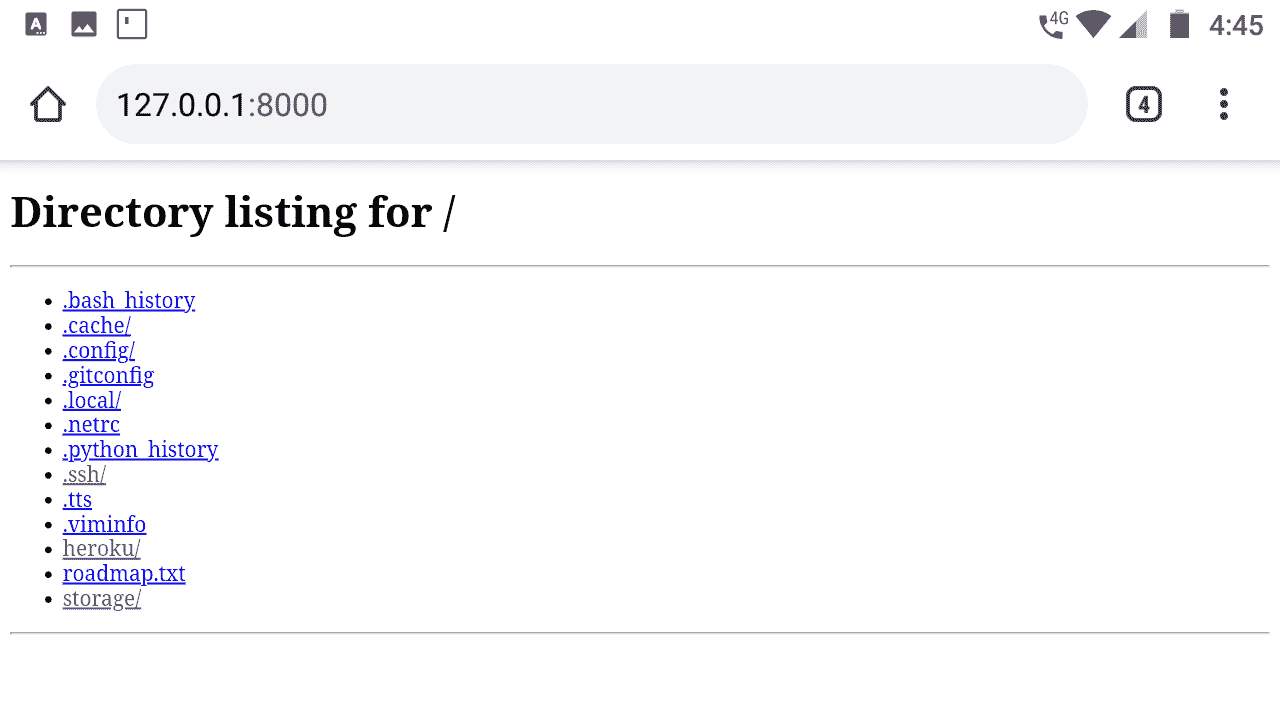 A
4G
4:45
127.0.0.1:8000
4
Directory listing for /
.bash_history
.cache/
.config/
.gitconfig
.local/
.netrc
.python_history
.ssh/
.tts
.viminfo
heroku/
roadmap.txt
storage/